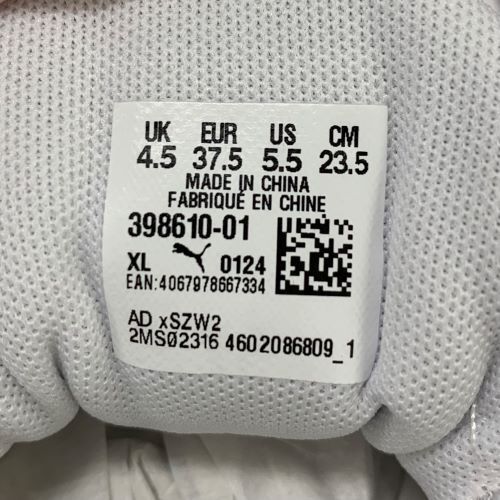 UK EUR US CM
4.5 37.5 5.5 23.5
MADE IN CHINA
FABRIQUÉ EN CHINE
398610-01
XL 0124
EAN:4067978667334
AD xSZW2
2MS02316 4602086809_1